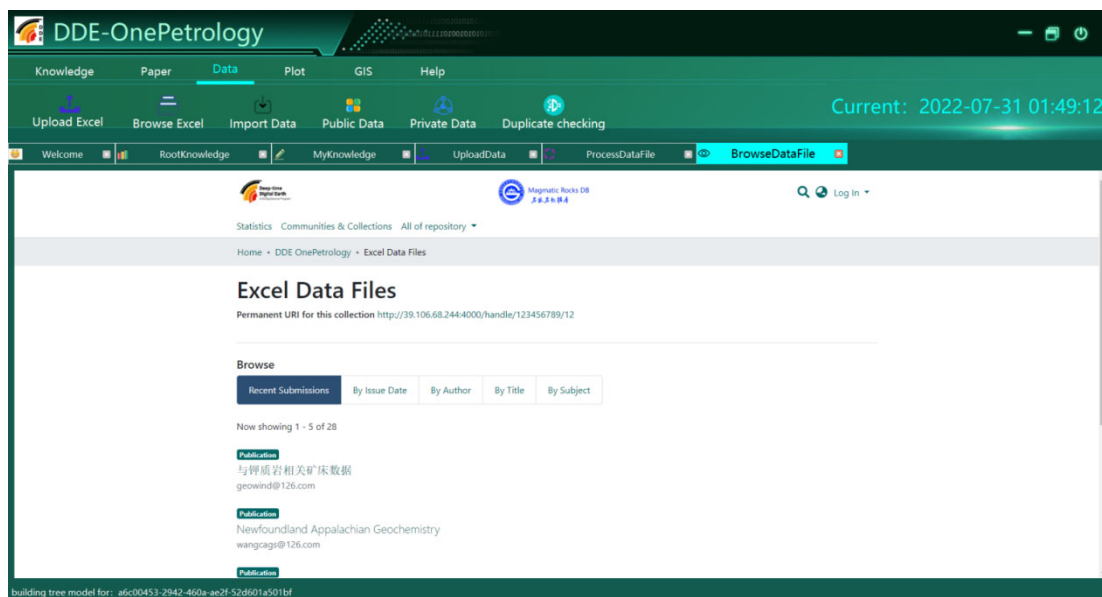 DDE-OnePetrology
Knowledge Paper Data Plot GIS Help
Upload Excel Browse Excel Import Data Public Data Private Data Duplicate checking
Current: 2022-07-31 01:49:12
Welcome RootKnowledge MyKnowledge UploadData ProcessDataFile BrowseDataFile
Deep-time
Digital Earth
Magmatic Rocks DB
Log In
Statistics Communities & Collections All of repository
Home • DDE OnePetrology • Excel Data Files
Excel Data Files
Permanent URI for this collection http://39.106.68.244:4000/handle/123456789/12
Browse
Recent Submissions By Issue Date By Author By Title By Subject
Now showing 1 - 5 of 28
Publication
与钾质岩相关矿床数据
geowind@126.com
Publication
Newfoundland Appalachian Geochemistry
wangcags@126.com
Publication
building tree model for: a6c00453-2942-460a-ae2f-52d601a501bf